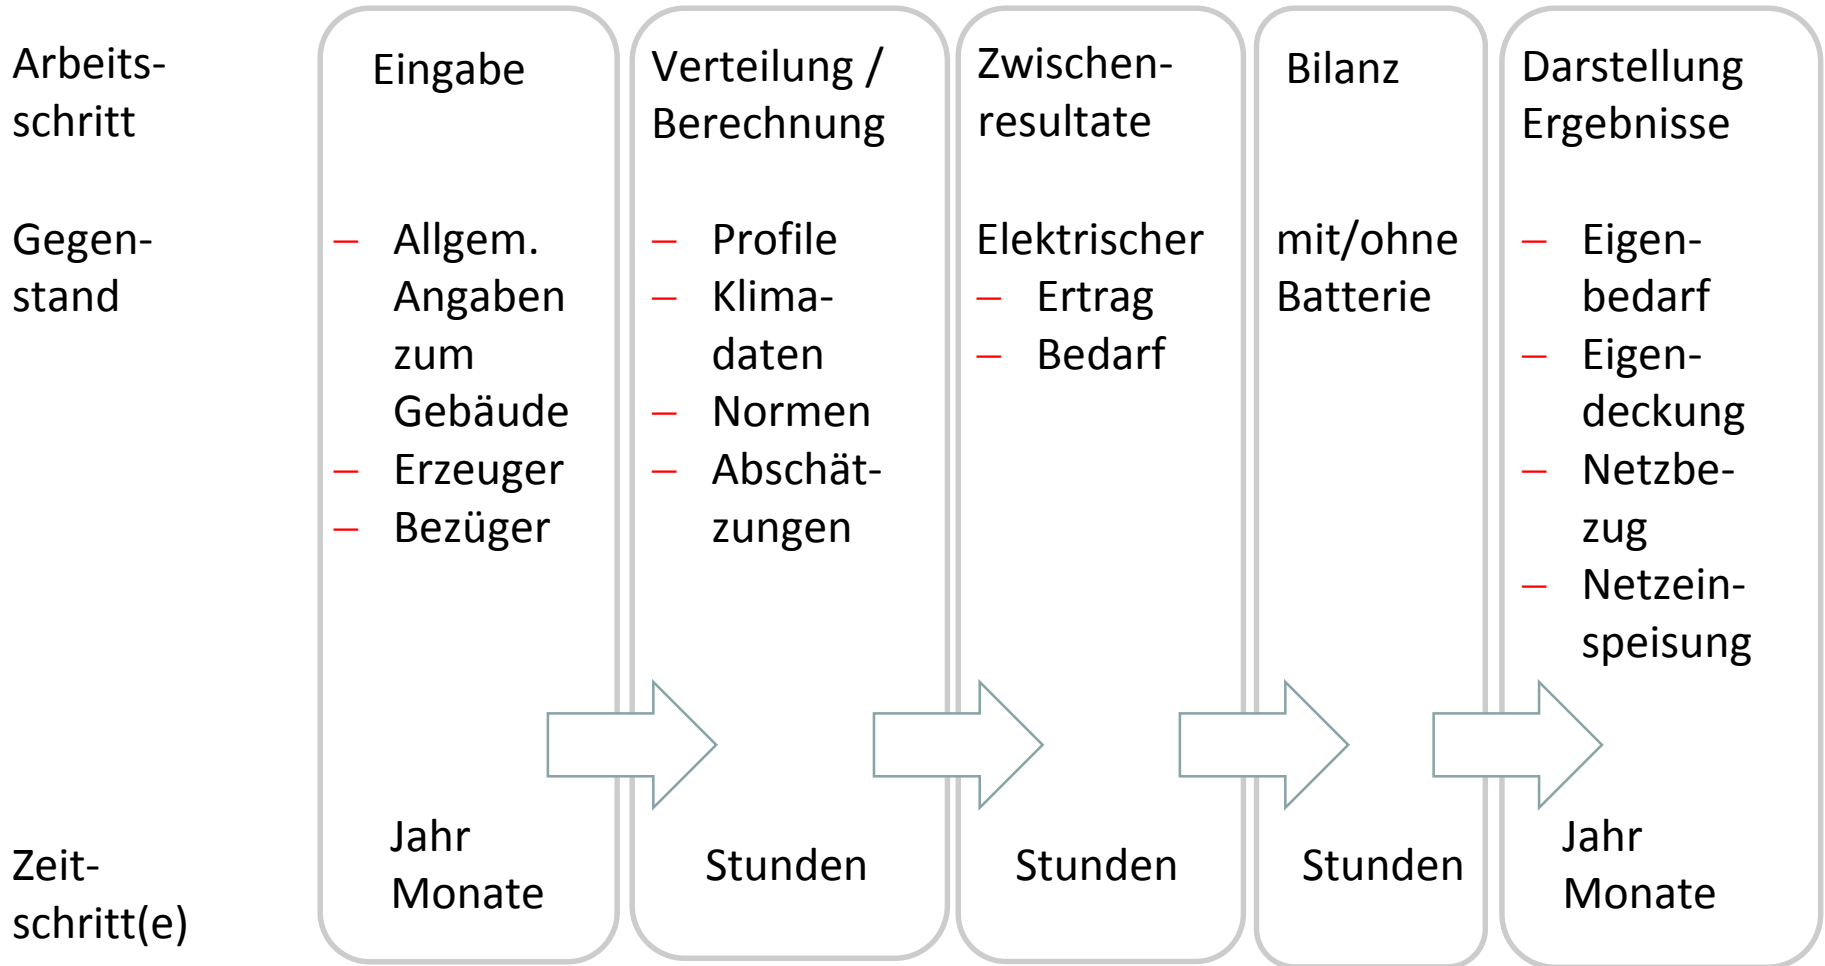 Arbeits-
schritt
Gegen-
stand
Zeit-
schritt(e)
Eingabe
– Allgem.
Angaben
zum
Gebäude
– Erzeuger
– Bezüger
Jahr
Monate
Verteilung /
Berechnung
– Profile
– Klima-
daten
– Normen
– Abschät-
zungen
Stunden
Zwischen-
resultate
Elektrischer
– Ertrag
– Bedarf
Stunden
Bilanz
mit/ohne
Batterie
Stunden
Darstellung
Ergebnisse
– Eigen-
bedarf
– Eigen-
deckung
– Netzbe-
zug
– Netzein-
speisung
Jahr
Monate